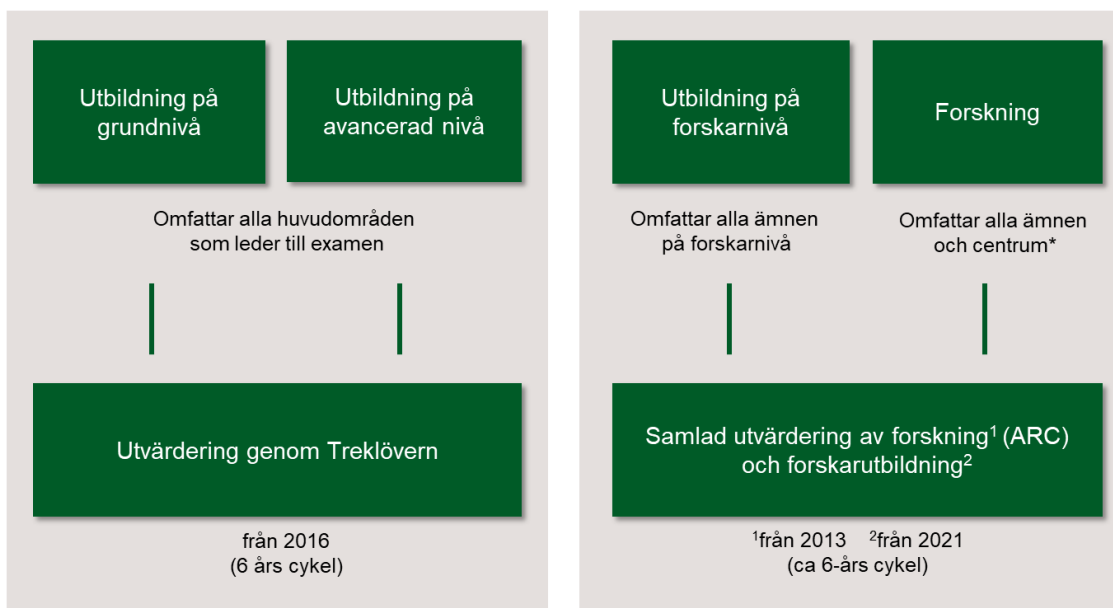 Utbildning på
grundnivå
Utbildning på
avancerad nivå
Omfattar alla huvudområden
som leder till examen
Utvärdering genom Treklövern
från 2016
(6 års cykel)
Utbildning på
forskarnivå
Forskning
Omfattar alla ämnen
på forskarnivå
Omfattar alla ämnen
och centrum*
Samlad utvärdering av forskning¹ (ARC)
och forskarutbildning²
¹från 2013 ²från 2021
(ca 6-års cykel)